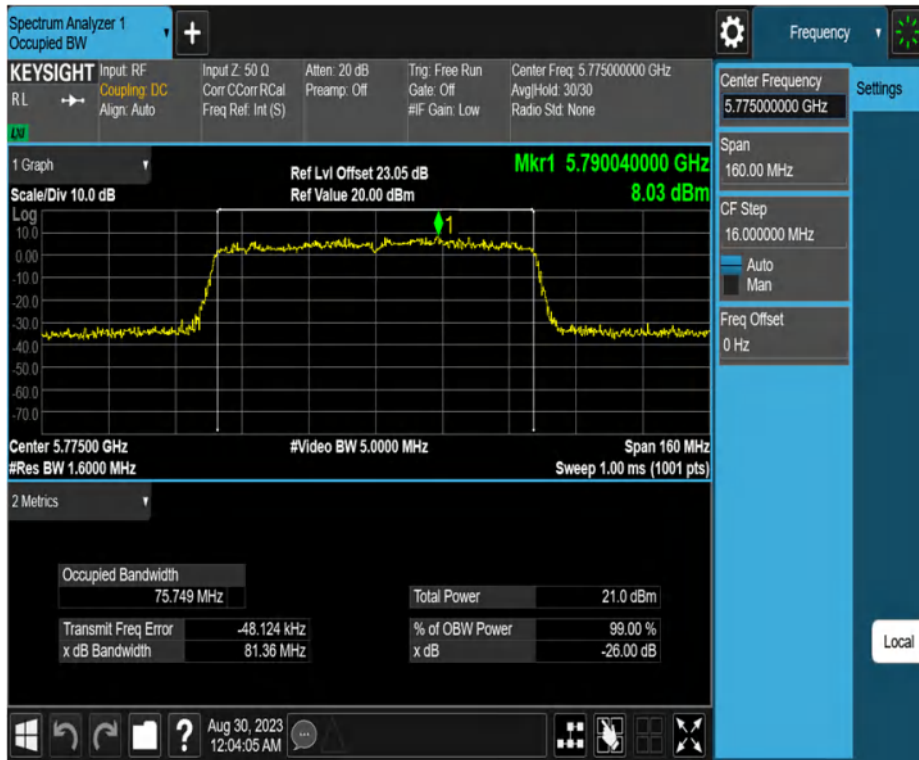 Spectrum Analyzer 1
Occupied BW
+
Frequency
KEYSIGHT
RL
LXI
Input: RF
Coupling: DC
Align: Auto
Input Z: 50 Ω
Corr CCorr RCal
Freq Ref: Int (S)
Atten: 20 dB
Preamp: Off
Trig: Free Run
Gate: Off
#IF Gain: Low
Center Freq: 5.775000000 GHz
Avg|Hold: 30/30
Radio Std: None
Center Frequency
5.775000000 GHz
Settings
Span
160.00 MHz
CF Step
16.000000 MHz
Auto
Man
Freq Offset
0 Hz
Local
1 Graph
Scale/Div 10.0 dB
Ref Lvl Offset 23.05 dB
Ref Value 20.00 dBm
Mkr1 5.790040000 GHz
8.03 dBm
Log
10.0
0.00
-10.0
-20.0
-30.0
-40.0
-50.0
-60.0
-70.0
1
Center 5.77500 GHz
#Res BW 1.6000 MHz
#Video BW 5.0000 MHz
Span 160 MHz
Sweep 1.00 ms (1001 pts)
2 Metrics
Occupied Bandwidth
75.749 MHz
Transmit Freq Error -48.124 kHz
x dB Bandwidth 81.36 MHz
Total Power 21.0 dBm
% of OBW Power 99.00 %
x dB -26.00 dB
?
Aug 30, 2023
12:04:05 AM